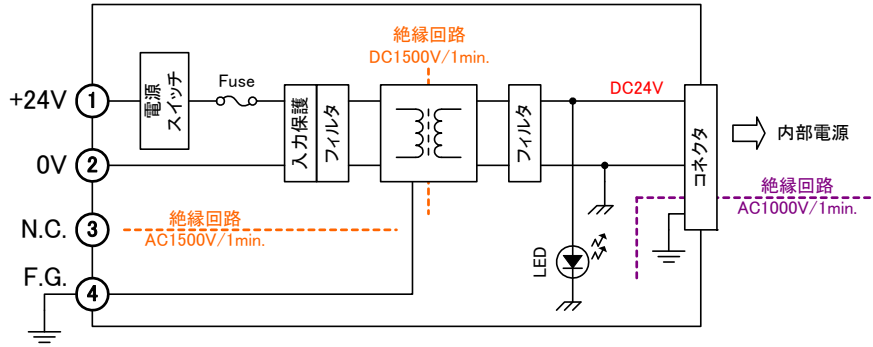 絶縁回路
DC1500V/1min.
+24V
1
電源
スイッチ
Fuse
入力保護
フィルタ
フィルタ
DC24V
コネクタ
内部電源
0V
2
絶縁回路
AC1000V/1min.
N.C.
3
絶縁回路
AC1500V/1min.
LED
F.G.
4